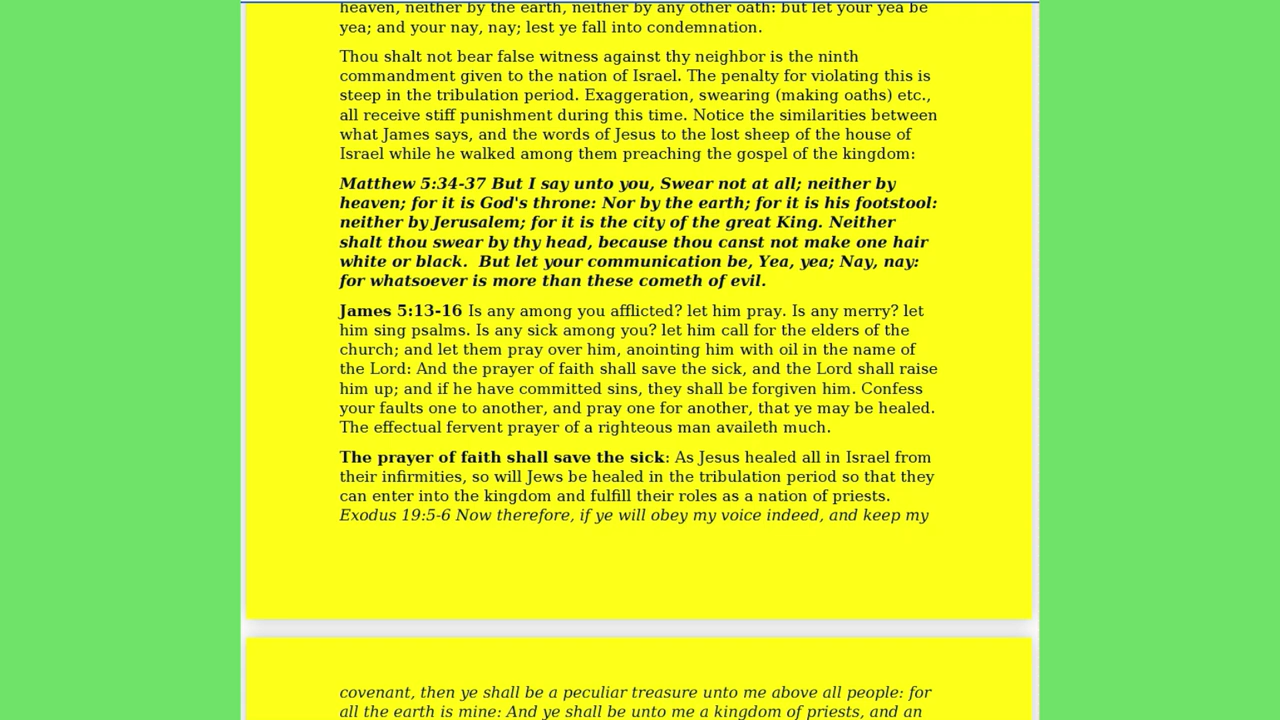 heaven, neither by the earth, neither by any other oath: but let your yea be
yea; and your nay, nay; lest ye fall into condemnation.
Thou shalt not bear false witness against thy neighbor is the ninth
commandment given to the nation of Israel. The penalty for violating this is
steep in the tribulation period. Exaggeration, swearing (making oaths) etc.,
all receive stiff punishment during this time. Notice the similarities between
what James says, and the words of Jesus to the lost sheep of the house of
Israel while he walked among them preaching the gospel of the kingdom:
Matthew 5:34-37 But I say unto you, Swear not at all; neither by
heaven; for it is God's throne: Nor by the earth; for it is his footstool:
neither by Jerusalem; for it is the city of the great King. Neither
shalt thou swear by thy head, because thou canst not make one hair
white or black.  But let your communication be, Yea, yea; Nay, nay:
for whatsoever is more than these cometh of evil.
James 5:13-16 Is any among you afflicted? let him pray. Is any merry? let
him sing psalms. Is any sick among you? let him call for the elders of the
church; and let them pray over him, anointing him with oil in the name of
the Lord: And the prayer of faith shall save the sick, and the Lord shall raise
him up; and if he have committed sins, they shall be forgiven him. Confess
your faults one to another, and pray one for another, that ye may be healed.
The effectual fervent prayer of a righteous man availeth much.
The prayer of faith shall save the sick: As Jesus healed all in Israel from
their infirmities, so will Jews be healed in the tribulation period so that they
can enter into the kingdom and fulfill their roles as a nation of priests.
Exodus 19:5-6 Now therefore, if ye will obey my voice indeed, and keep my
covenant, then ye shall be a peculiar treasure unto me above all people: for
all the earth is mine: And ye shall be unto me a kingdom of priests, and an